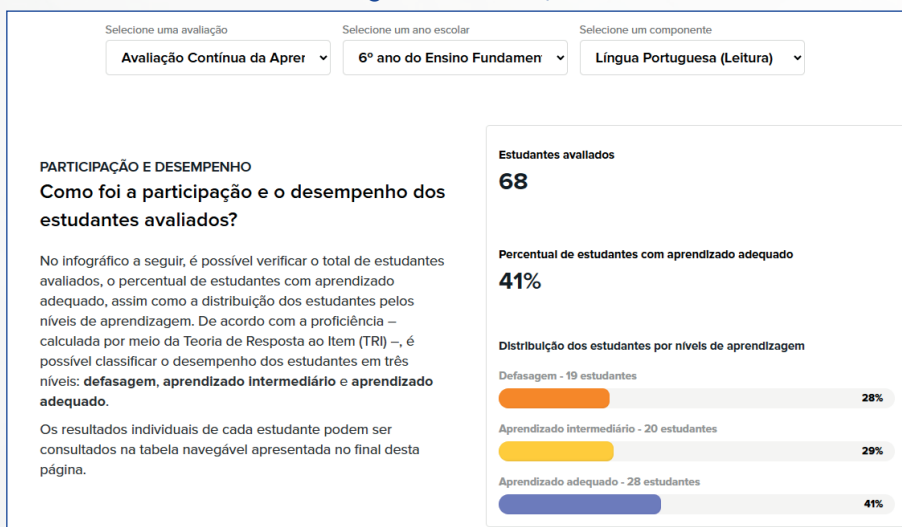 Selecione uma avaliação
Selecione um ano escolar
Selecione um componente
Avaliação Contínua da Apren
6º ano do Ensino Fundamen
Língua Portuguesa (Leitura)
PARTICIPAÇÃO E DESEMPENHO
Como foi a participação e o desempenho dos
estudantes avaliados?
No infográfico a seguir, é possível verificar o total de estudantes
avaliados, o percentual de estudantes com aprendizado
adequado, assim como a distribuição dos estudantes pelos
níveis de aprendizagem. De acordo com a proficiência –
calculada por meio da Teoria de Resposta ao Item (TRI) –, é
possível classificar o desempenho dos estudantes em três
níveis: defasagem, aprendizado intermediário e aprendizado
adequado.
Os resultados individuais de cada estudante podem ser
consultados na tabela navegável apresentada no final desta
página.
Estudantes avaliados
68
Percentual de estudantes com aprendizado adequado
41%
Distribuição dos estudantes por níveis de aprendizagem
Defasagem - 19 estudantes
28%
Aprendizado intermediário - 20 estudantes
29%
Aprendizado adequado - 28 estudantes
41%